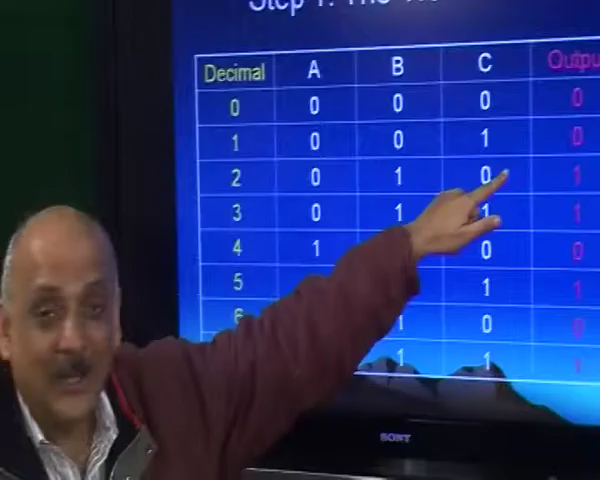 Step 1: The
Decimal A B C Output
0 0 0 0 0
1 0 0 1 0
2 0 1 0 1
3 0 1 1
4 1 0 0
5 1 1
6 1 0 0
1 1 1
SONY